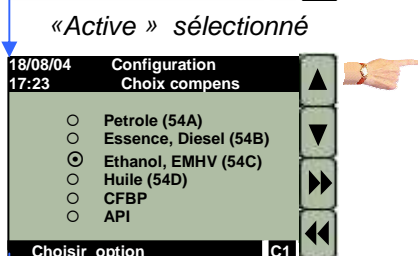 «Active » sélectionné
18/08/04 Configuration
17:23 Choix compens
Petrole (54A)
Essence, Diesel (54B)
Ethanol, EMHV (54C)
Huile (54D)
CFBP
API
Choisir option C1